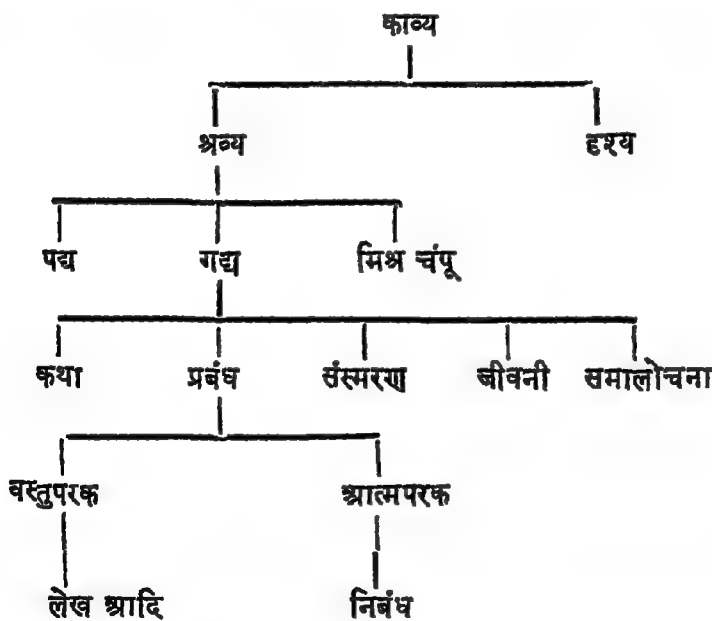 काव्य
श्रव्य दृश्य
पद्य गद्य मिश्र चंपू
कथा प्रबंध संस्मरण जीवनी समालोचना
वस्तुपरक आत्मपरक
लेख आदि निबंध